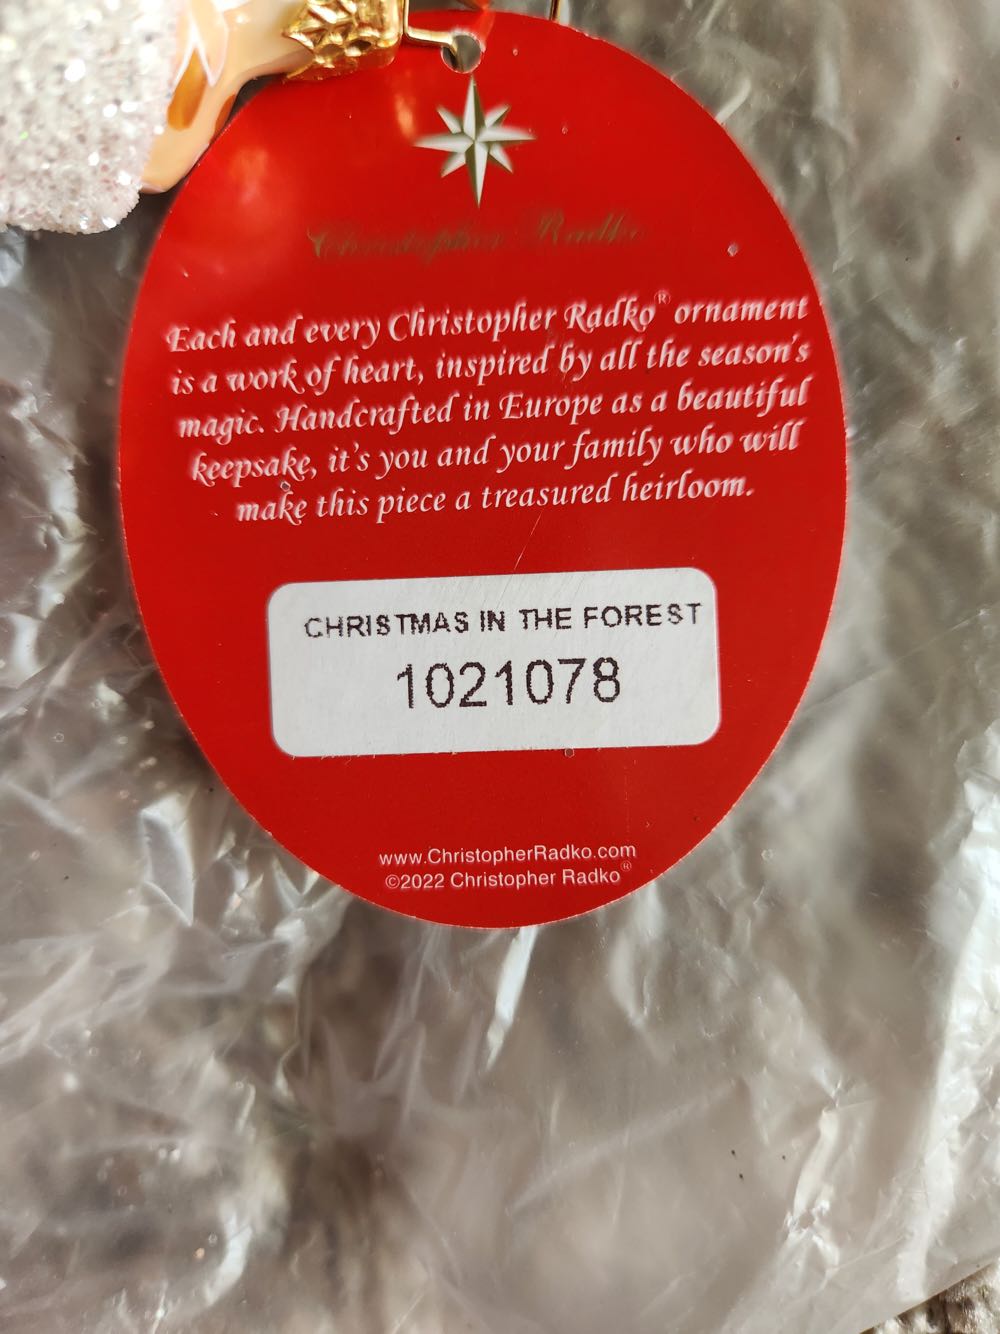 Christopher Radko
Each and every Christopher Radko® ornament
is a work of heart, inspired by all the season's
magic. Handcrafted in Europe as a beautiful
keepsake, it's you and your family who will
make this piece a treasured heirloom.
CHRISTMAS IN THE FOREST
1021078
www.ChristopherRadko.com
©2022 Christopher Radko®